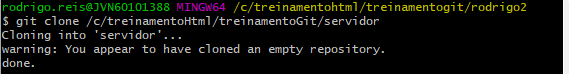 rodrigo.reis@JVN60101388 MINGW64 /c/treinamentohtml/treinamentogit/rodrigo2
$ git clone /c/treinamentoHtml/treinamentoGit/servidor
Cloning into 'servidor'...
warning: You appear to have cloned an empty repository.
done.